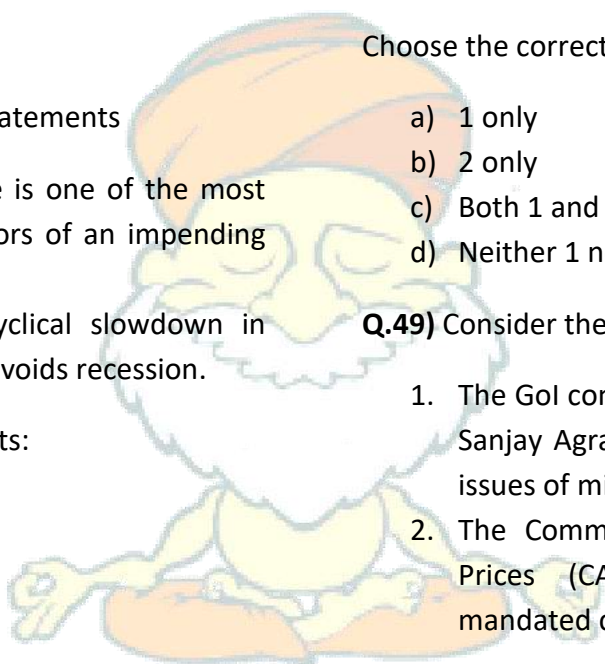 atements
e is one of the most
ors of an impending
yclical slowdown in
voids recession.
ts:
Choose the correct
a) 1 only
b) 2 only
c) Both 1 and
d) Neither 1 n
Q.49) Consider the
1. The GoI con
Sanjay Agra
issues of mi
2. The Comm
Prices (CA
mandated c